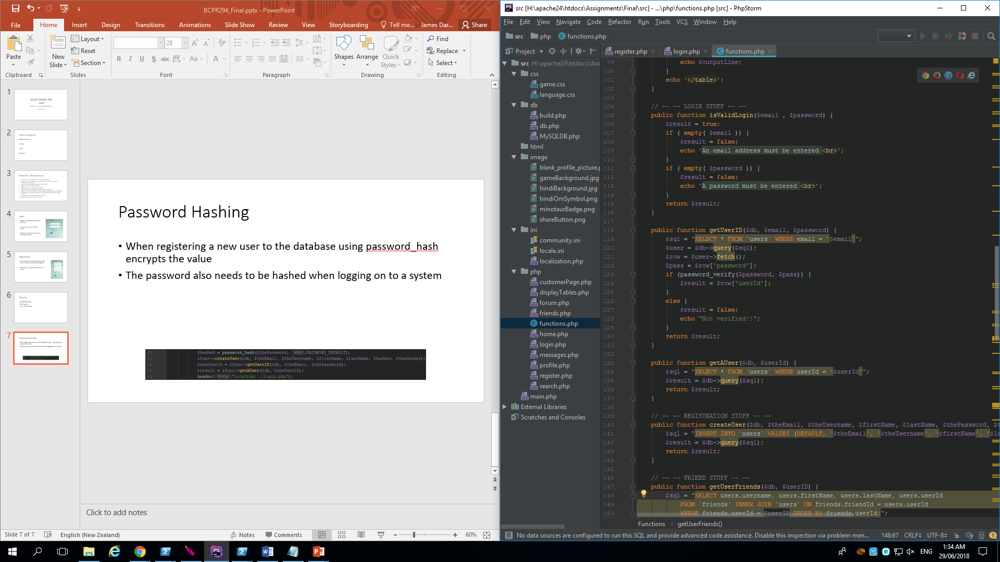 BCPR294_Final.pptx - PowerPoint
File Home Insert Design Transitions Animations Slide Show Review View Storyboarding Tell me... James Dar... Share
Paste
New Slide
Layout
Reset
Section
28
B I U S abc AV Aa A
Shapes Arrange Quick Styles
Find
Replace
Select
Clipboard Slides Font Paragraph Drawing Editing
1
Social Media Site
PHP
2
Table of Contents
3
4
Login
5
Registration
6
Security
7
Password Hashing
Password Hashing
• When registering a new user to the database using password_hash
encrypts the value
• The password also needs to be hashed when logging on to a system
22 $hashed = password_hash($thePassword, algo: PASSWORD_DEFAULT);
23 $func->createUser($db, $theEmail, $theUsername, $firstName, $lastName, $hashed, $theGender);
24 $newUserID = $func->getUserID($db, $theEmail, $thePassword);
25 $result = $func->getAUser($db, $newUserID);
26 header( string: "Location: ./login.php");
Click to add notes
Slide 7 of 7 English (New Zealand) Notes Comments 60%
PS src [H:\apache24\htdocs\Assignments\Final\src] - ...\php\functions.php [src] - PhpStorm
File Edit View Navigate Code Refactor Run Tools VCS Window Help
src php functions.php
Project
register.php login.php functions.php
src H:\apache24\htdocs\Ass
css
game.css
language.css
db
build.php
db.php
MySQLDB.php
html
image
blank_profile_picture.p
gameBackground.jpg
hindiBackground.jpg
hindiOmSymbol.png
minotaurBadge.png
shareButton.png
ini
community.ini
locale.ini
localization.php
php
customerPage.php
displayTables.php
forum.php
friends.php
functions.php
home.php
login.php
messages.php
profile.php
register.php
search.php
main.php
External Libraries
Scratches and Consoles
99 echo $outputLine;
100 }
101 echo '</table>';
102 }
103
104 // -- -- LOGIN STUFF -- --
105 public function isValidLogin($email , $password) {
106 $result = true;
107 if ( empty( $email )) {
108 $result = false;
109 echo 'An email address must be entered <br>';
110 }
111 if ( empty( $password )) {
112 $result = false;
113 echo 'A password must be entered <br>';
114 }
115 return $result;
116 }
117
118 public function getUserID($db, $email, $password) {
119 $sql = "SELECT * FROM `users` WHERE email = '$email'";
120 $user = $db->query($sql);
121 $row = $user->fetch();
122 $pass = $row['password'];
123 if (password_verify($password, $pass)) {
124 $result = $row['userId'];
125 }
126 else {
127 $result = false;
128 echo "Not verified!!";
129 }
130 return $result;
131 }
132
133 public function getAUser($db, $userId) {
134 $sql = "SELECT * FROM `users` WHERE userId = '$userId'";
135 $result = $db->query($sql);
136 return $result;
137 }
138
139 // -- -- REGISTRATION STUFF -- --
140 public function createUser($db, $theEmail, $theUsername, $firstName, $lastName, $thePassword, $t
141 $sql = "INSERT INTO `users` VALUES (DEFAULT, '$theEmail', '$theUsername', '$firstName', '$la
142 $result = $db->query($sql);
143 return $result;
144 }
145
146 // -- -- FRIEND STUFF -- --
147 public function getUserFriends($db, $userID) {
148 $sql = "SELECT users.username, users.firstName, users.lastName, users.userId
149 FROM `friends` INNER JOIN `users` ON friends.friendId = users.userId
150 WHERE friends.userId = $userID ORDER BY friends.userId;";
Functions › getUserFriends()
No data sources are configured to run this SQL and provide advanced code assistance. Disable this inspection via problem men... 148:67 CRLF UTF-8 1
ENG
1:34 AM
29/06/2018